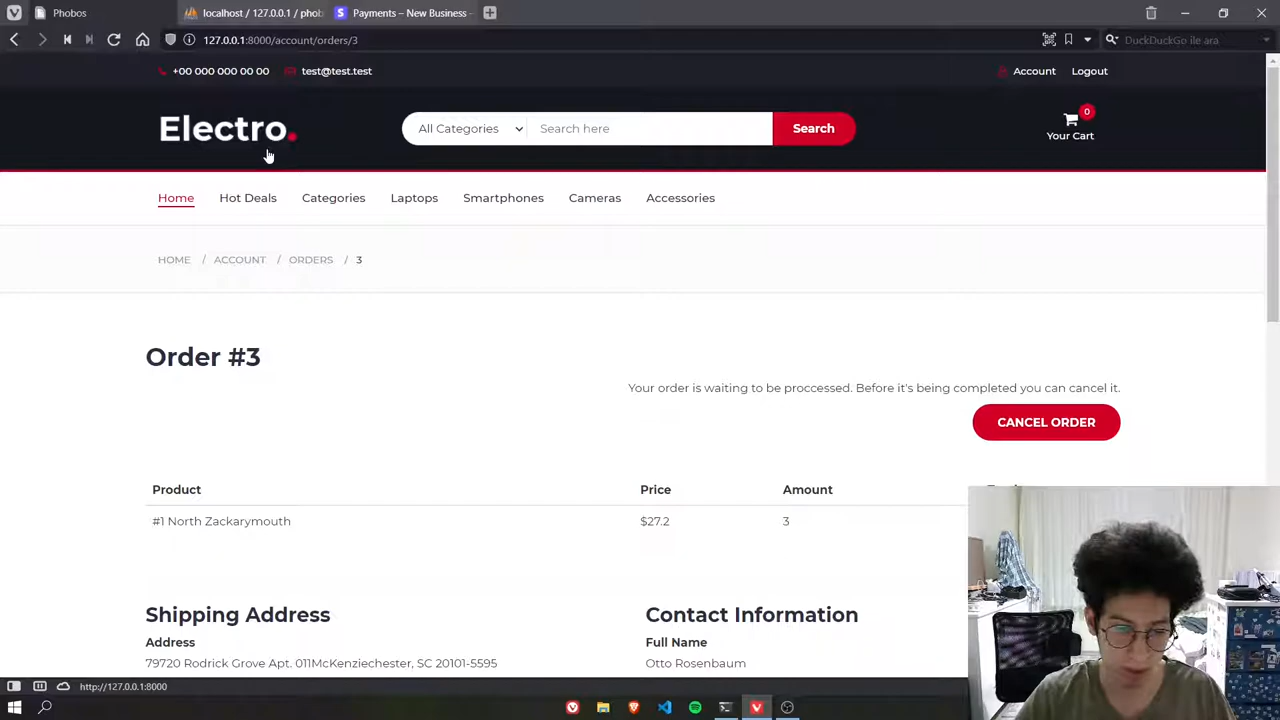 Phobos
localhost / 127.0.0.1 / phob
Payments – New Business –
127.0.0.1:8000/account/orders/3
DuckDuckGo ile ara
+00 000 000 00 00
test@test.test
Account
Logout
Electro.
All Categories
Search here
Search
0
Your Cart
Home
Hot Deals
Categories
Laptops
Smartphones
Cameras
Accessories
HOME / ACCOUNT / ORDERS / 3
Order #3
Your order is waiting to be proccessed. Before it's being completed you can cancel it.
CANCEL ORDER
Product
Price
Amount
#1 North Zackarymouth
$27.2
3
Shipping Address
Contact Information
Address
Full Name
79720 Rodrick Grove Apt. 011McKenziechester, SC 20101-5595
Otto Rosenbaum
http://127.0.0.1:8000